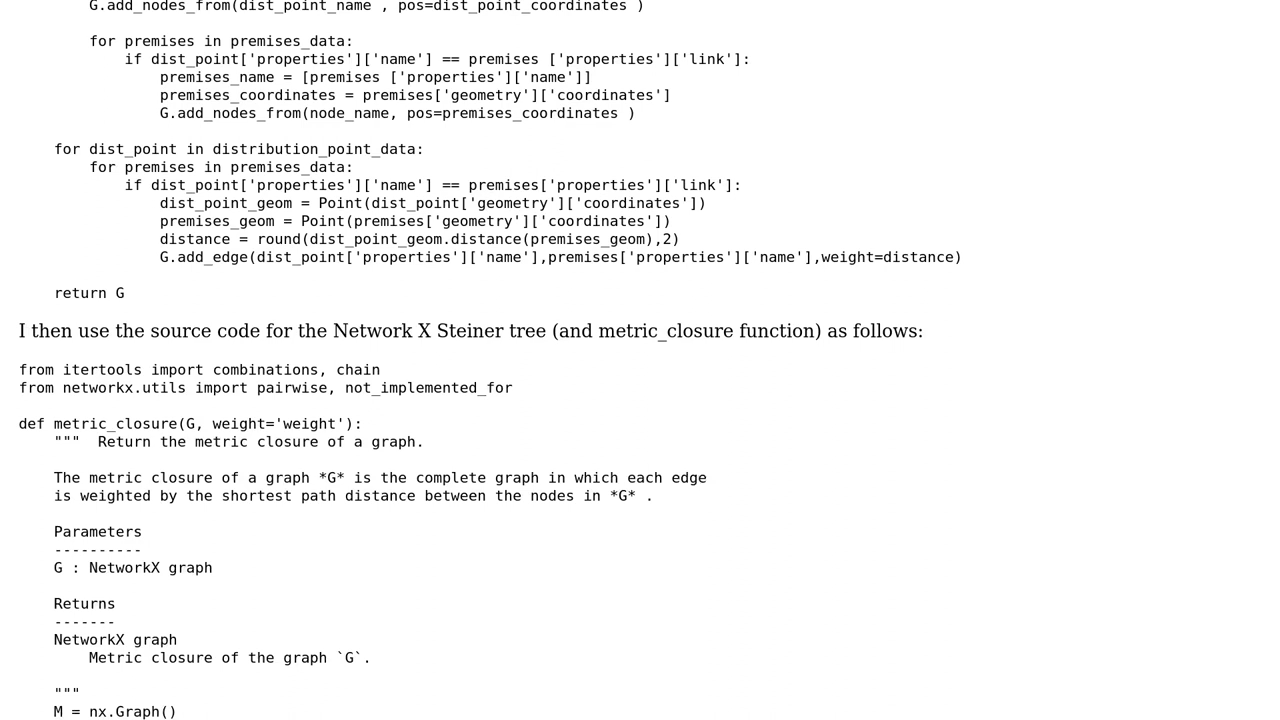 G.add_nodes_from(dist_point_name , pos=dist_point_coordinates )
for premises in premises_data:
if dist_point['properties']['name'] == premises ['properties']['link']:
premises_name = [premises ['properties']['name']]
premises_coordinates = premises['geometry']['coordinates']
G.add_nodes_from(node_name, pos=premises_coordinates )
for dist_point in distribution_point_data:
for premises in premises_data:
if dist_point['properties']['name'] == premises['properties']['link']:
dist_point_geom = Point(dist_point['geometry']['coordinates'])
premises_geom = Point(premises['geometry']['coordinates'])
distance = round(dist_point_geom.distance(premises_geom),2)
G.add_edge(dist_point['properties']['name'],premises['properties']['name'],weight=distance)
return G
I then use the source code for the Network X Steiner tree (and metric_closure function) as follows:
from itertools import combinations, chain
from networkx.utils import pairwise, not_implemented_for
def metric_closure(G, weight='weight'):
"""  Return the metric closure of a graph.
The metric closure of a graph *G* is the complete graph in which each edge
is weighted by the shortest path distance between the nodes in *G* .
Parameters
----------
G : NetworkX graph
Returns
-------
NetworkX graph
Metric closure of the graph `G`.
"""
M = nx.Graph()